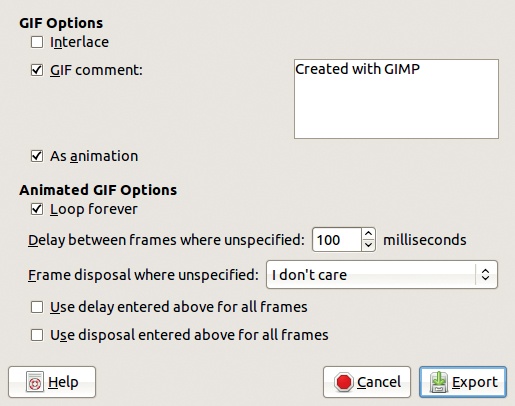 GIF Options
Interlace
GIF comment:
Created with GIMP
As animation
Animated GIF Options
Loop forever
Delay between frames where unspecified: 100 milliseconds
Frame disposal where unspecified: I don't care
Use delay entered above for all frames
Use disposal entered above for all frames
Help Cancel Export